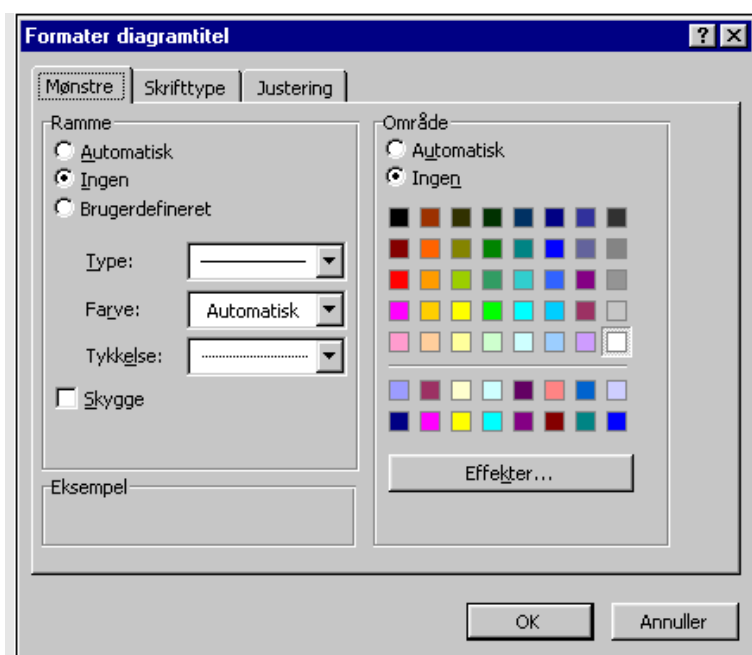 Formater diagramtitel
Mønstre Skrifttype Justering
Ramme
Automatisk
Ingen
Brugerdefineret
Type:
Farve: Automatisk
Tykkelse:
Skygge
Eksempel
Område
Automatisk
Ingen
Effekter...
OK Annuller